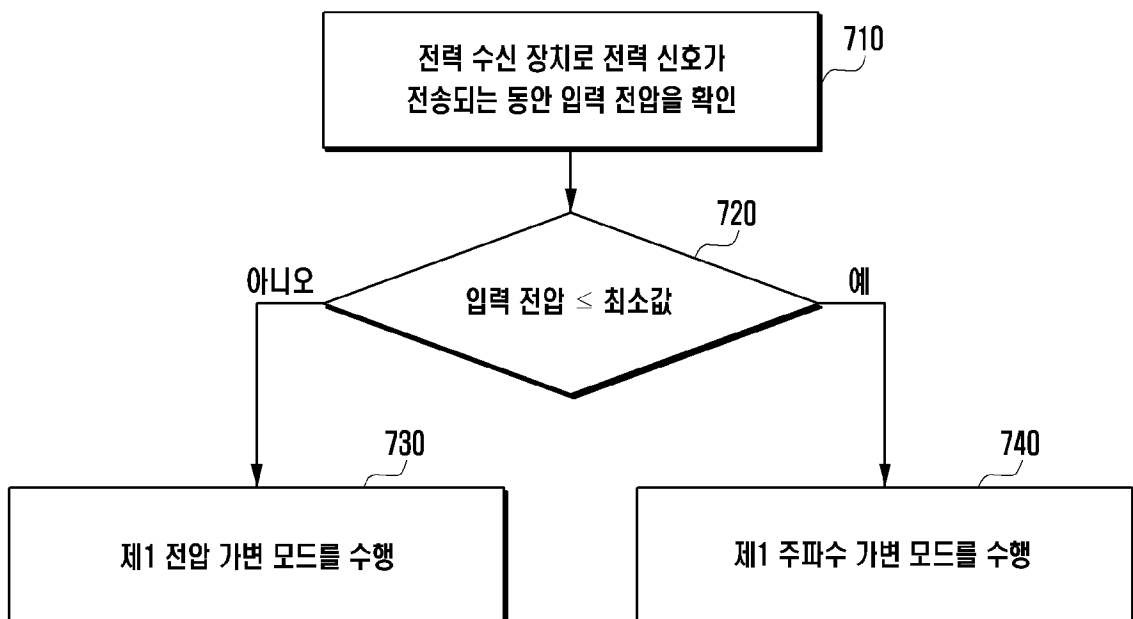 전력 수신 장치로 전력 신호가
전송되는 동안 입력 전압을 확인
710
720
아니오
예
입력 전압 ≤ 최소값
730
740
제1 전압 가변 모드를 수행
제1 주파수 가변 모드를 수행